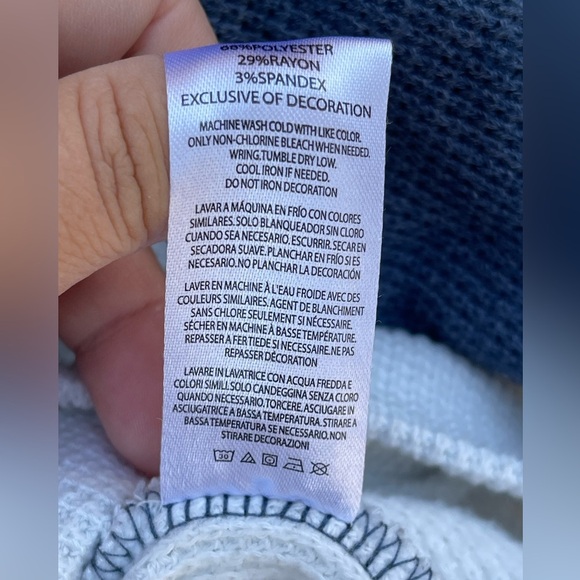 68%POLYESTER
29%RAYON
3%SPANDEX
EXCLUSIVE OF DECORATION
MACHINE WASH COLD WITH LIKE COLOR.
ONLY NON-CHLORINE BLEACH WHEN NEEDED.
WRING.TUMBLE DRY LOW.
COOL IRON IF NEEDED.
DO NOT IRON DECORATION
LAVAR A MÁQUINA EN FRÍO CON COLORES
SIMILARES. SOLO BLANQUEADOR SIN CLORO
CUANDO SEA NECESARIO. ESCURRIR. SECAR EN
SECADORA SUAVE. PLANCHAR EN FRÍO SI ES
NECESARIO. NO PLANCHAR LA DECORACIÓN
LAVER EN MACHINE À L'EAU FROIDE AVEC DES
COULEURS SIMILAIRES. AGENT DE BLANCHIMENT
SANS CHLORE SEULEMENT SI NÉCESSAIRE.
SÉCHER EN MACHINE À BASSE TEMPÉRATURE.
REPASSER A FER TIEDE SI NÉCESSAIRE. NE PAS
REPASSER DÉCORATION
LAVARE IN LAVATRICE CON ACQUA FREDDA E
COLORI SIMILI. SOLO CANDEGGINA SENZA CLORO
QUANDO NECESSARIO. TORCERE. ASCIUGARE IN
ASCIUGATRICE A BASSA TEMPERATURA. STIRARE A
BASSA TEMPERATURA SE NECESSARIO. NON
STIRARE DECORAZIONI
30